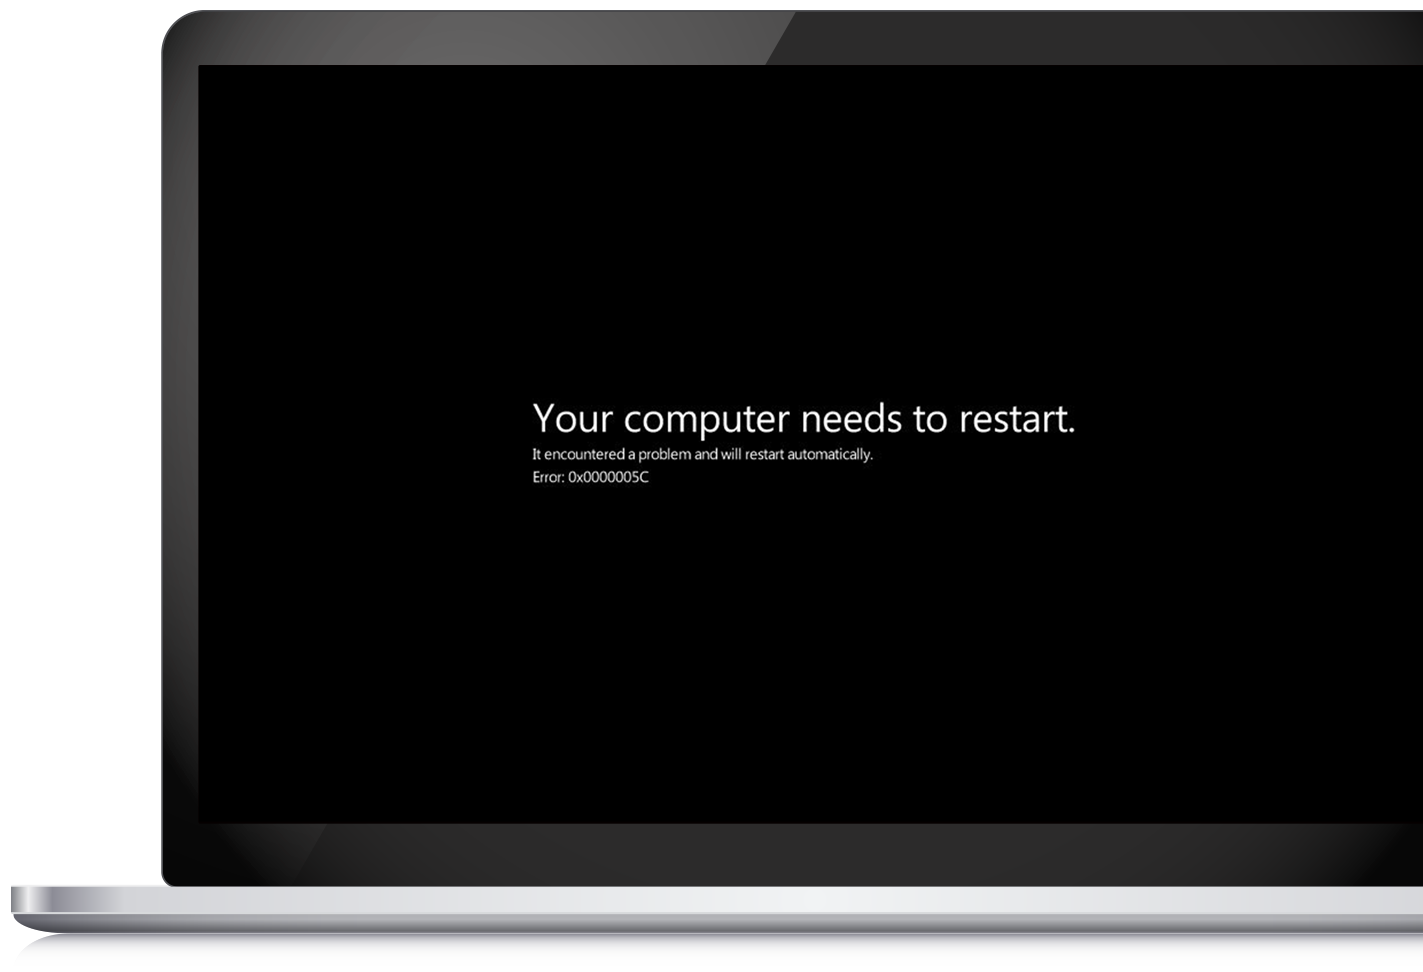 Your computer needs to restart.
It encountered a problem and will restart automatically.
Error: 0x0000005C